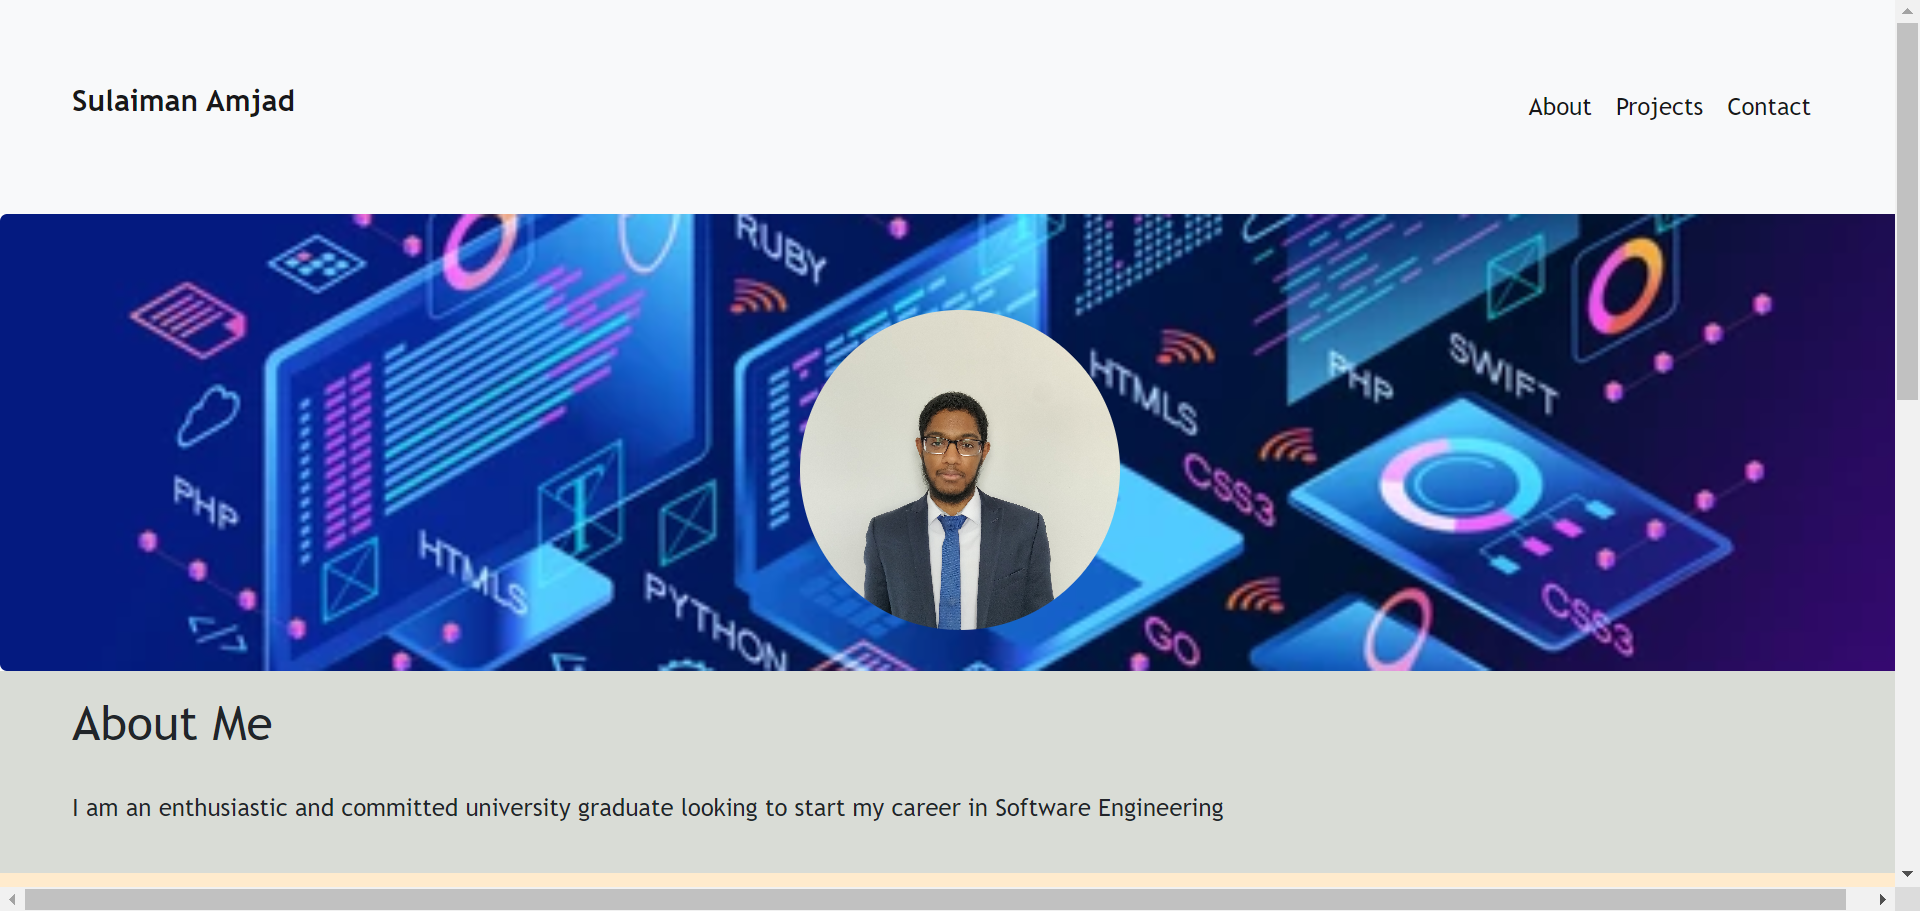 Sulaiman Amjad
About Projects Contact
RUBY
HTML5
PHP
SWIFT
CSS3
PHP
HTML5
PYTHON
GO
CSS3
</>
T
About Me
I am an enthusiastic and committed university graduate looking to start my career in Software Engineering